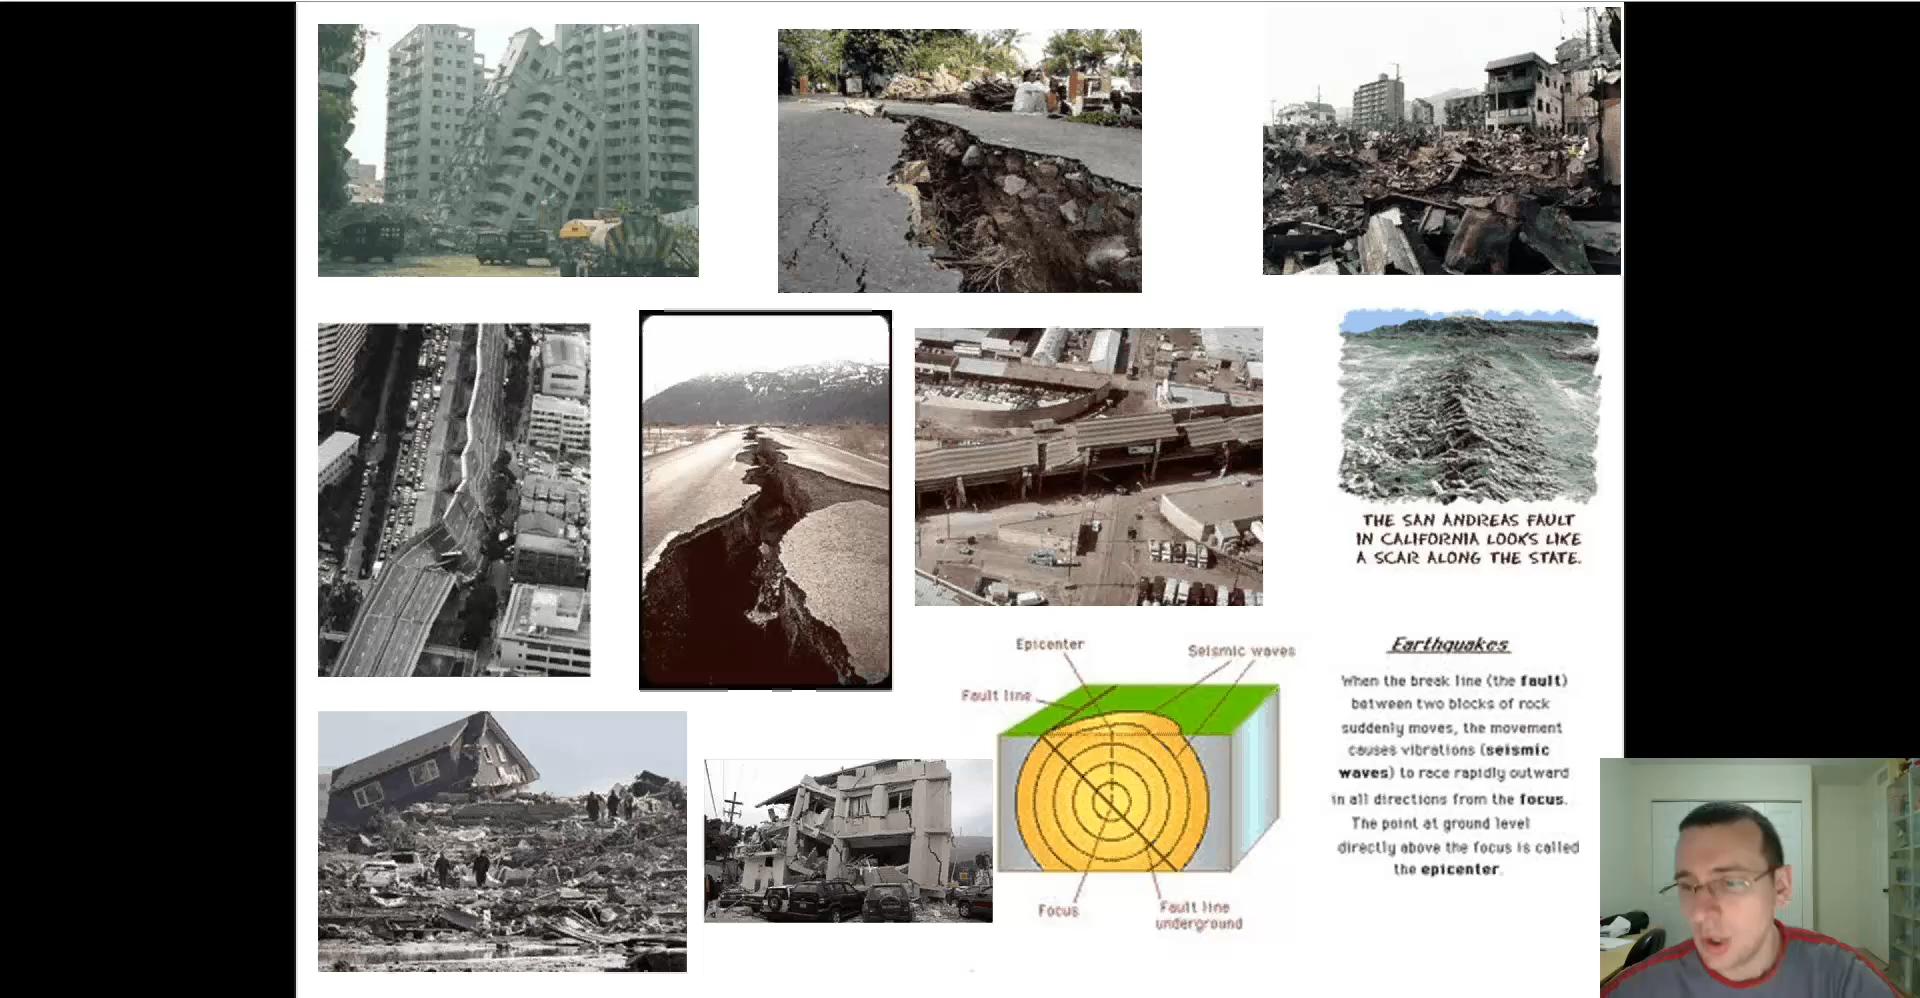 THE SAN ANDREAS FAULT
IN CALIFORNIA LOOKS LIKE
A SCAR ALONG THE STATE.
Epicenter
Seismic waves
Fault line
Focus
Fault line
underground
Earthquakes
When the break line (the fault)
between two blocks of rock
suddenly moves, the movement
causes vibrations (seismic
waves) to race rapidly outward
in all directions from the focus.
The point at ground level
directly above the focus is called
the epicenter.